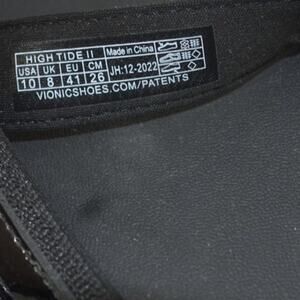 HIGH TIDE II
Made in China
USA UK EU CM
10 8 41 26
JH:12-2022
VIONICSHOES.COM/PATENTS